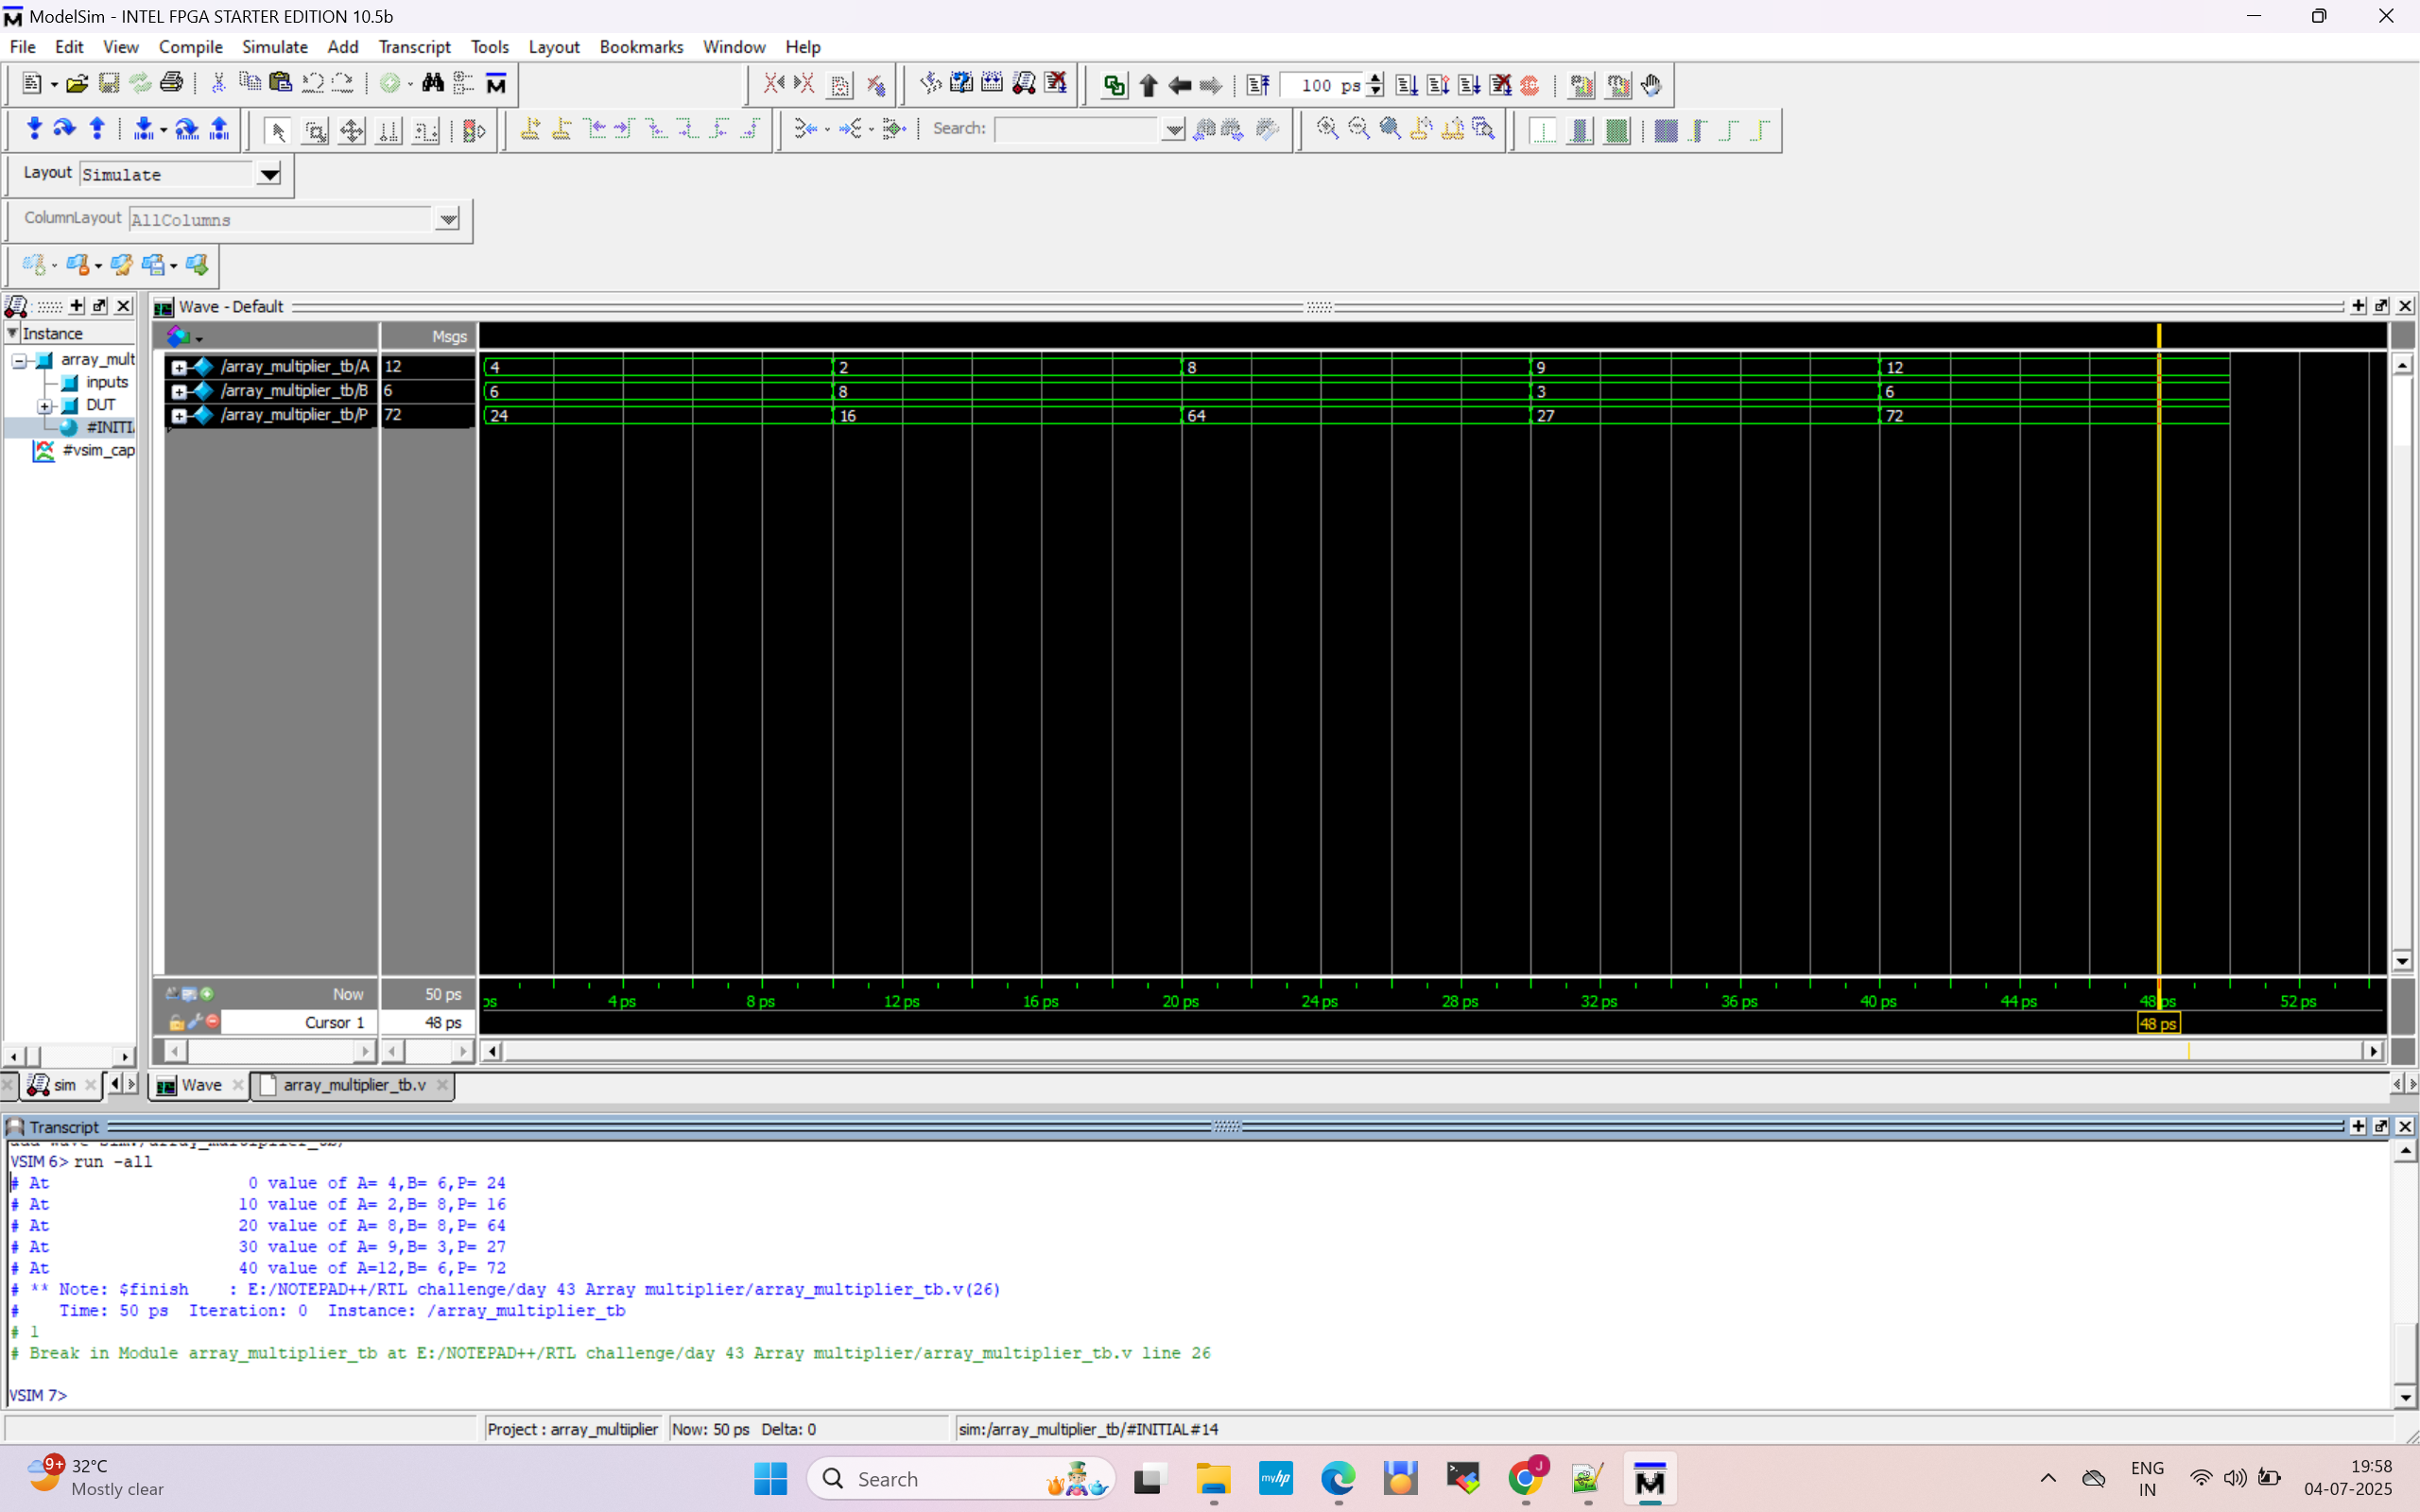 ModelSim - INTEL FPGA STARTER EDITION 10.5b
File Edit View Compile Simulate Add Transcript Tools Layout Bookmarks Window Help
100 ps
Search:
Layout Simulate
ColumnLayout AllColumns
Wave - Default
Instance
Msgs
array_mult
inputs
DUT
#INITI
#vsim_cap
/array_multiplier_tb/A 12 4 2 8 9 12
/array_multiplier_tb/B 6 6 8 3 6
/array_multiplier_tb/P 72 24 16 64 27 72
Now 50 ps
ps 4 ps 8 ps 12 ps 16 ps 20 ps 24 ps 28 ps 32 ps 36 ps 40 ps 44 ps 48 ps 52 ps
Cursor 1 48 ps
48 ps
sim Wave array_multiplier_tb.v
Transcript
VSIM 6> run -all
# At 0 value of A= 4,B= 6,P= 24
# At 10 value of A= 2,B= 8,P= 16
# At 20 value of A= 8,B= 8,P= 64
# At 30 value of A= 9,B= 3,P= 27
# At 40 value of A=12,B= 6,P= 72
# ** Note: $finish : E:/NOTEPAD++/RTL challenge/day 43 Array multiplier/array_multiplier_tb.v(26)
# Time: 50 ps Iteration: 0 Instance: /array_multiplier_tb
# 1
# Break in Module array_multiplier_tb at E:/NOTEPAD++/RTL challenge/day 43 Array multiplier/array_multiplier_tb.v line 26
VSIM 7>
Project : array_multiiplier Now: 50 ps Delta: 0 sim:/array_multiplier_tb/#INITIAL#14
9+ 32°C
Mostly clear
Search
myhp
J
ENG
IN
19:58
04-07-2025